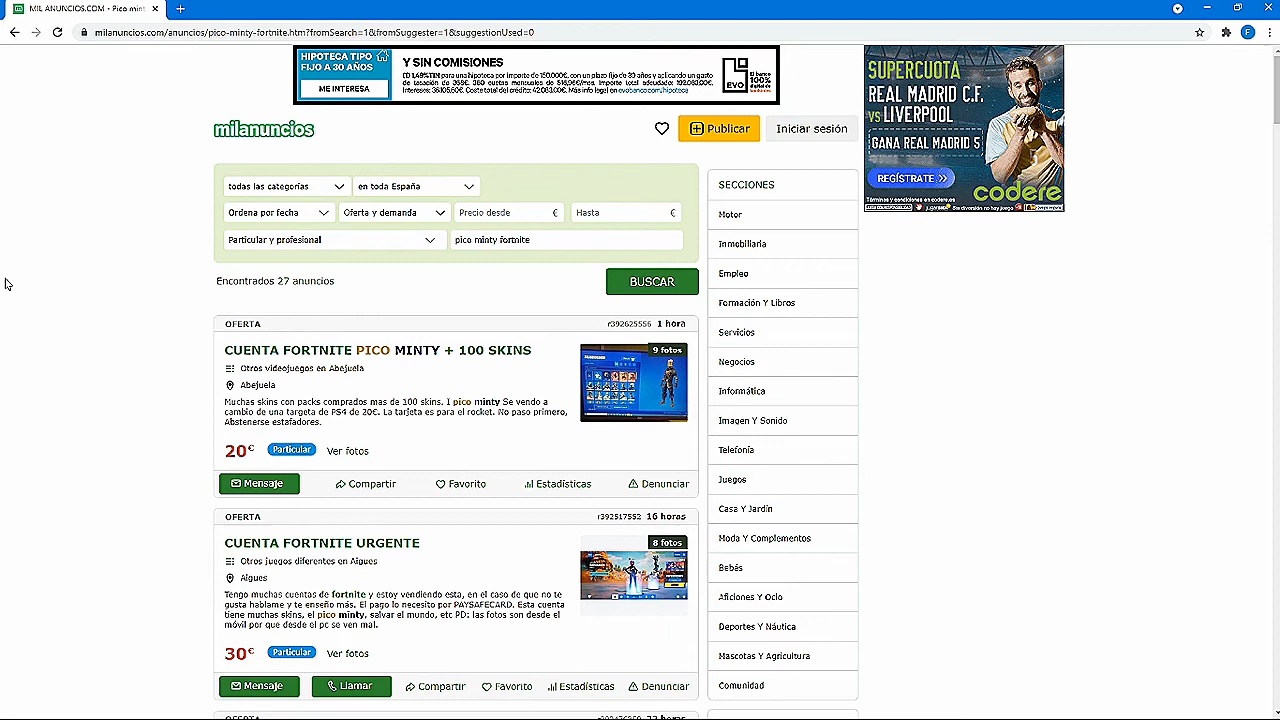 MIL ANUNCIOS.COM - Pico mint
milanuncios.com/anuncios/pico-minty-fortnite.htm?fromSearch=1&fromSuggester=1&suggestionUsed=0
F
HIPOTECA TIPO
FIJO A 30 AÑOS
ME INTERESA
Y SIN COMISIONES
EVO
El banco
100%
digital de
milanuncios
Publicar
Iniciar sesión
SUPERCUOTA
REAL MADRID C.F.
VS LIVERPOOL
GANA REAL MADRID 5
REGÍSTRATE >>
codere
Términos y condiciones en codere.es
todas las categorías
en toda España
Ordena por fecha
Oferta y demanda
Precio desde €
Hasta €
Particular y profesional
pico minty fortnite
Encontrados 27 anuncios
BUSCAR
OFERTA
r392625556 1 hora
CUENTA FORTNITE PICO MINTY + 100 SKINS
9 fotos
Otros videojuegos en Abejuela
Abejuela
Muchas skins con packs comprados mas de 100 skins. I pico minty Se vendo a
cambio de una targeta de PS4 de 20€. La tarjeta es para el rocket. No paso primero,
Abstenerse estafadores.
20€
Particular
Ver fotos
Mensaje
Compartir
Favorito
Estadísticas
Denunciar
OFERTA
r392517552 16 horas
CUENTA FORTNITE URGENTE
8 fotos
Otros juegos diferentes en Aigues
Aigues
Tengo muchas cuentas de fortnite y estoy vendiendo esta, en el caso de que no te
gusta hablame y te enseño más. El pago lo necesito por PAYSAFECARD. Esta cuenta
tiene muchas skins, el pico minty, salvar el mundo, etc PD: las fotos son desde el
móvil por que desde el pc se ven mal.
30€
Particular
Ver fotos
Mensaje
Llamar
Compartir
Favorito
Estadísticas
Denunciar
OFERTA
SECCIONES
Motor
Inmobiliaria
Empleo
Formación Y Libros
Servicios
Negocios
Informática
Imagen Y Sonido
Telefonía
Juegos
Casa Y Jardín
Moda Y Complementos
Bebés
Aficiones Y Ocio
Deportes Y Náutica
Mascotas Y Agricultura
Comunidad